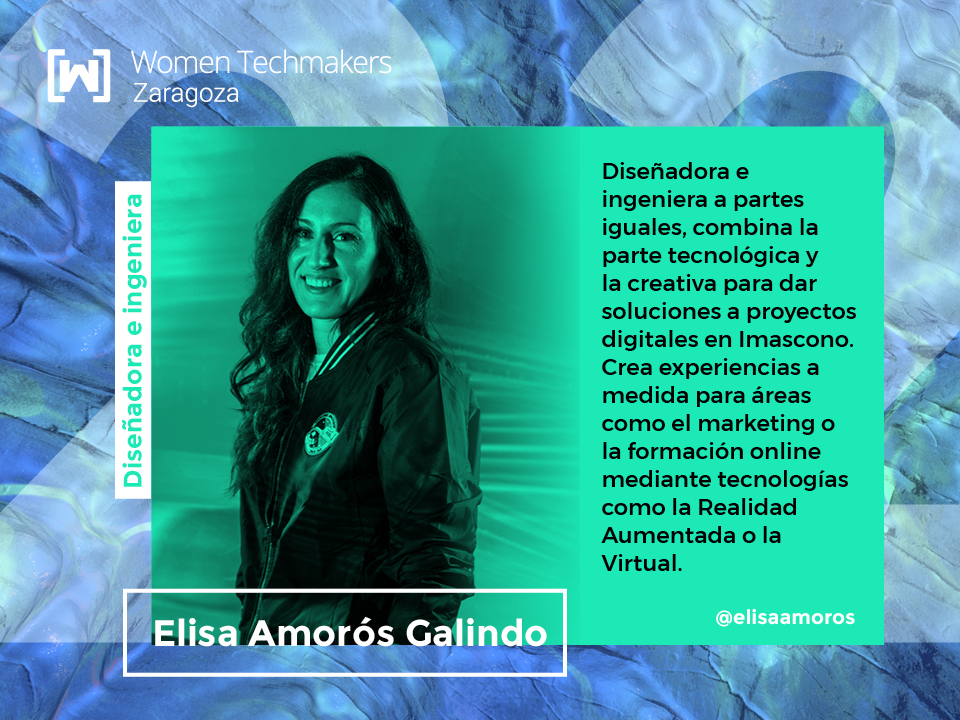 Women Techmakers
Zaragoza
Diseñadora e ingeniera
Diseñadora e
ingeniera a partes
iguales, combina la
parte tecnológica y
la creativa para dar
soluciones a proyectos
digitales en Imascono.
Crea experiencias a
medida para áreas
como el marketing o
la formación online
mediante tecnologías
como la Realidad
Aumentada o la
Virtual.
@elisaamoros
Elisa Amorós Galindo